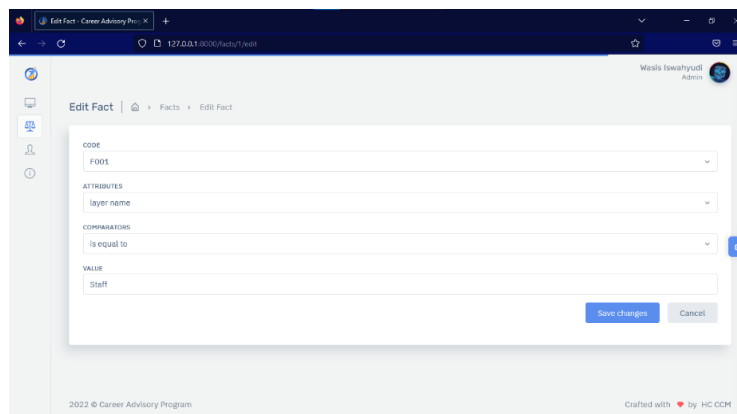 Edit Fact - Career Advisory Prog
127.0.0.1:8000/facts/1/edit
Wasis Iswahyudi
Admin
Edit Fact
Facts
Edit Fact
CODE
F001
ATTRIBUTES
layer name
COMPARATORS
is equal to
VALUE
Staff
Save changes
Cancel
2022 © Career Advisory Program
Crafted with ❤ by HC CCM